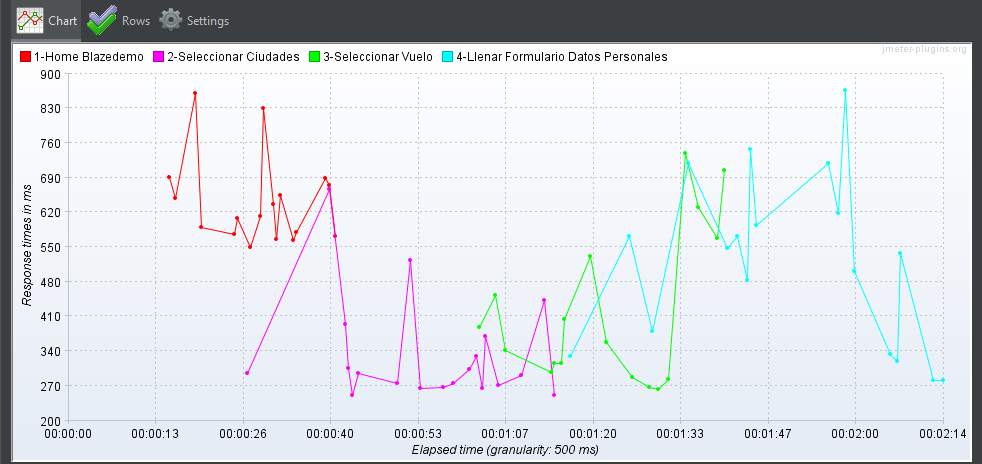 Chart Rows Settings
jmeter-plugins.org
1-Home Blazedemo 2-Seleccionar Ciudades 3-Seleccionar Vuelo 4-Llenar Formulario Datos Personales
900
830
760
690
620
550
480
410
340
270
200
Response times in ms
00:00:00 00:00:13 00:00:26 00:00:40 00:00:53 00:01:07 00:01:20 00:01:33 00:01:47 00:02:00 00:02:14
Elapsed time (granularity: 500 ms)